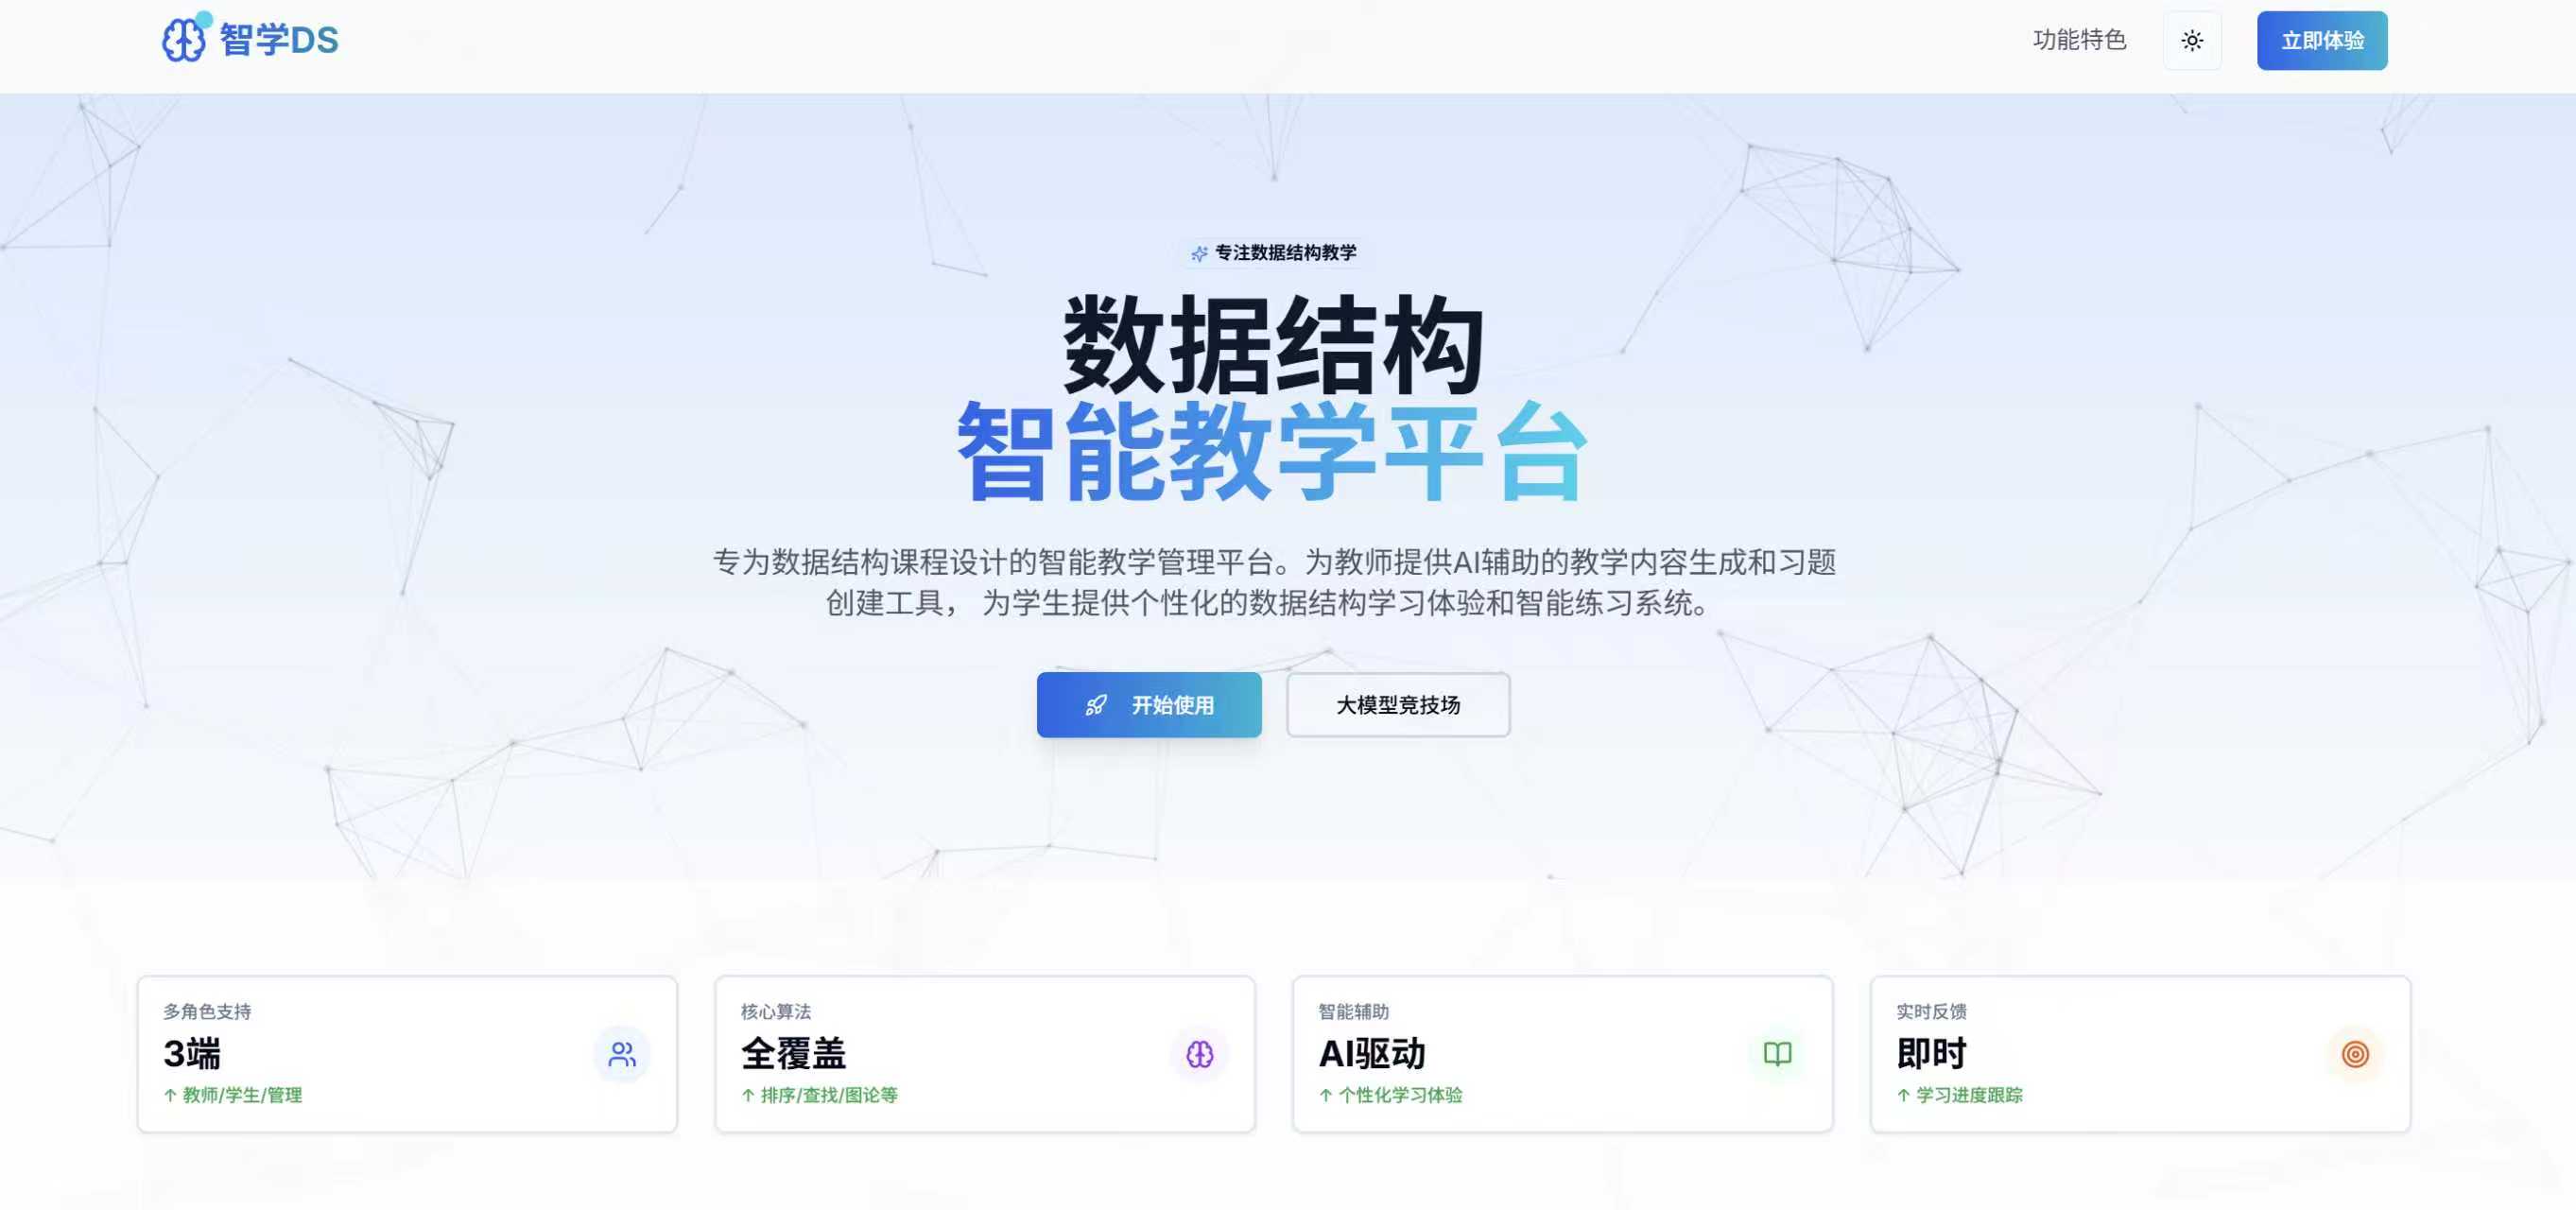 智学DS
功能特色
立即体验
专注数据结构教学
数据结构
智能教学平台
专为数据结构课程设计的智能教学管理平台。为教师提供AI辅助的教学内容生成和习题
创建工具， 为学生提供个性化的数据结构学习体验和智能练习系统。
开始使用
大模型竞技场
多角色支持
3端
↑ 教师/学生/管理
核心算法
全覆盖
↑ 排序/查找/图论等
智能辅助
AI驱动
↑ 个性化学习体验
实时反馈
即时
↑ 学习进度跟踪